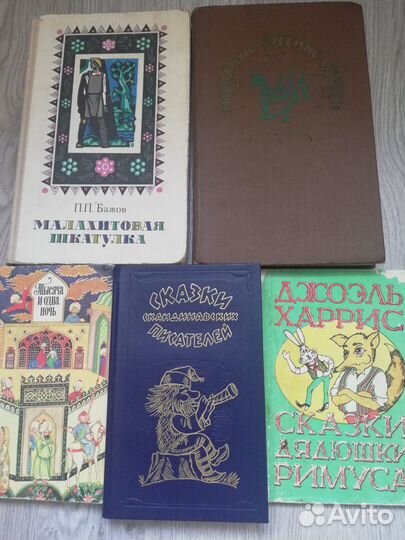 П.П. Бажов
МАЛАХИТОВАЯ
ШКАТУЛКА
Тысяча
и одна
ночь
СКАЗКИ
СКАНДИНАВСКИХ
ПИСАТЕЛЕЙ
ДЖОЭЛЬ
ХАРРИС
СКАЗКИ
ДЯДЮШКИ
РИМУСА
Avito